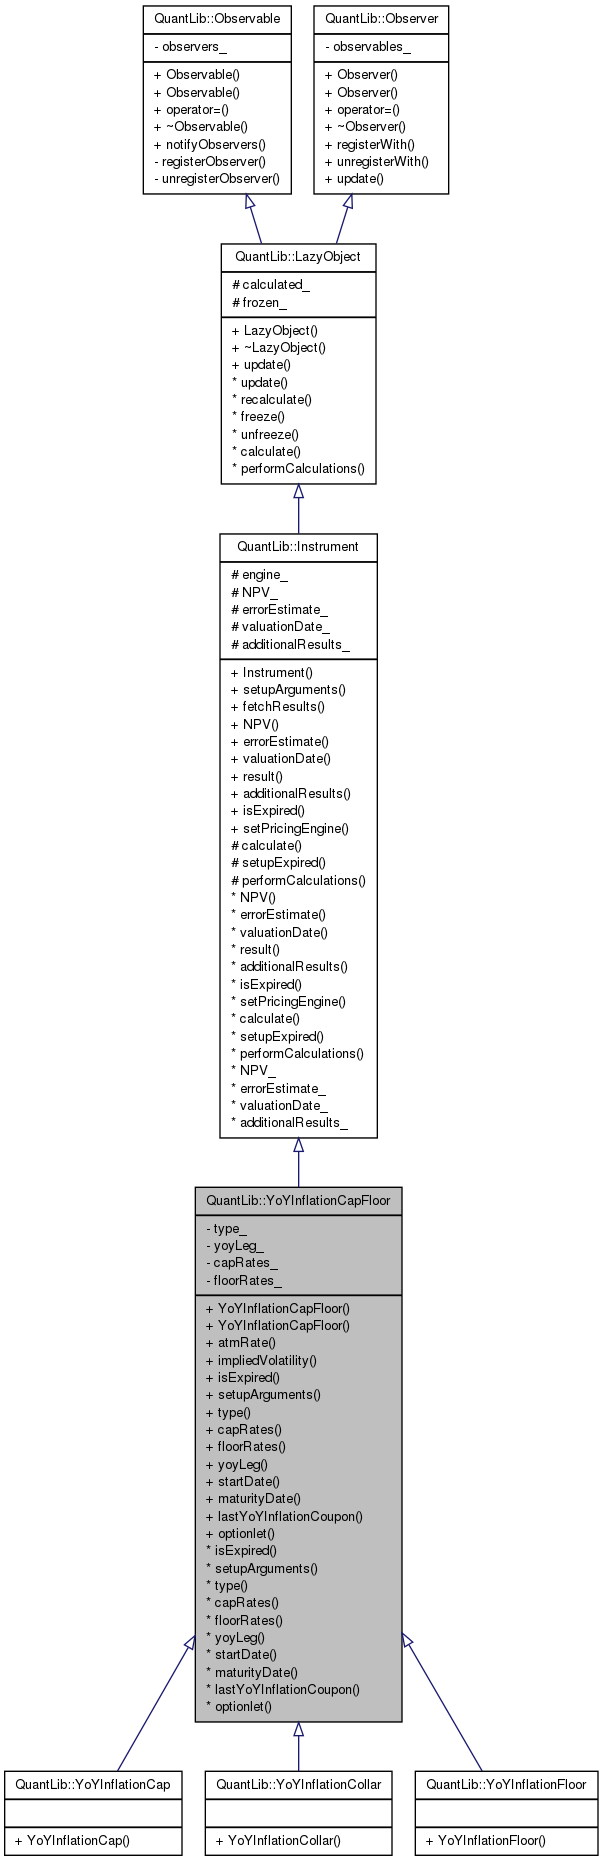 QuantLib::Observable
- observers_
+ Observable()
+ Observable()
+ operator=()
+ ~Observable()
+ notifyObservers()
- registerObserver()
- unregisterObserver()
QuantLib::Observer
- observables_
+ Observer()
+ Observer()
+ operator=()
+ ~Observer()
+ registerWith()
+ unregisterWith()
+ update()
QuantLib::LazyObject
# calculated_
# frozen_
+ LazyObject()
+ ~LazyObject()
+ update()
* update()
* recalculate()
* freeze()
* unfreeze()
* calculate()
* performCalculations()
QuantLib::Instrument
# engine_
# NPV_
# errorEstimate_
# valuationDate_
# additionalResults_
+ Instrument()
+ setupArguments()
+ fetchResults()
+ NPV()
+ errorEstimate()
+ valuationDate()
+ result()
+ additionalResults()
+ isExpired()
+ setPricingEngine()
# calculate()
# setupExpired()
# performCalculations()
* NPV()
* errorEstimate()
* valuationDate()
* result()
* additionalResults()
* isExpired()
* setPricingEngine()
* calculate()
* setupExpired()
* performCalculations()
* NPV_
* errorEstimate_
* valuationDate_
* additionalResults_
QuantLib::YoYInflationCapFloor
- type_
- yoyLeg_
- capRates_
- floorRates_
+ YoYInflationCapFloor()
+ YoYInflationCapFloor()
+ atmRate()
+ impliedVolatility()
+ isExpired()
+ setupArguments()
+ type()
+ capRates()
+ floorRates()
+ yoyLeg()
+ startDate()
+ maturityDate()
+ lastYoYInflationCoupon()
+ optionlet()
* isExpired()
* setupArguments()
* type()
* capRates()
* floorRates()
* yoyLeg()
* startDate()
* maturityDate()
* lastYoYInflationCoupon()
* optionlet()
QuantLib::YoYInflationCap
+ YoYInflationCap()
QuantLib::YoYInflationCollar
+ YoYInflationCollar()
QuantLib::YoYInflationFloor
+ YoYInflationFloor()